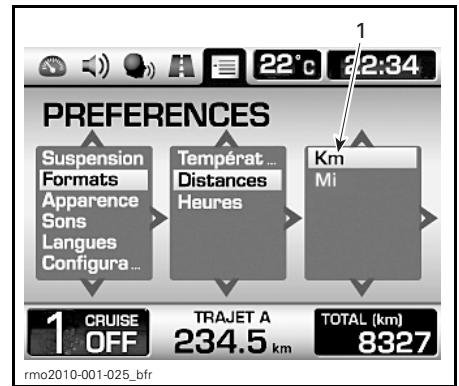 1
22°c 22:34
PREFERENCES
Suspension
Formats
Apparence
Sons
Langues
Configura...
Températ...
Distances
Heures
Km
Mi
1 CRUISE OFF
TRAJET A
234.5 km
TOTAL (km)
8327
rmo2010-001-025_bfr